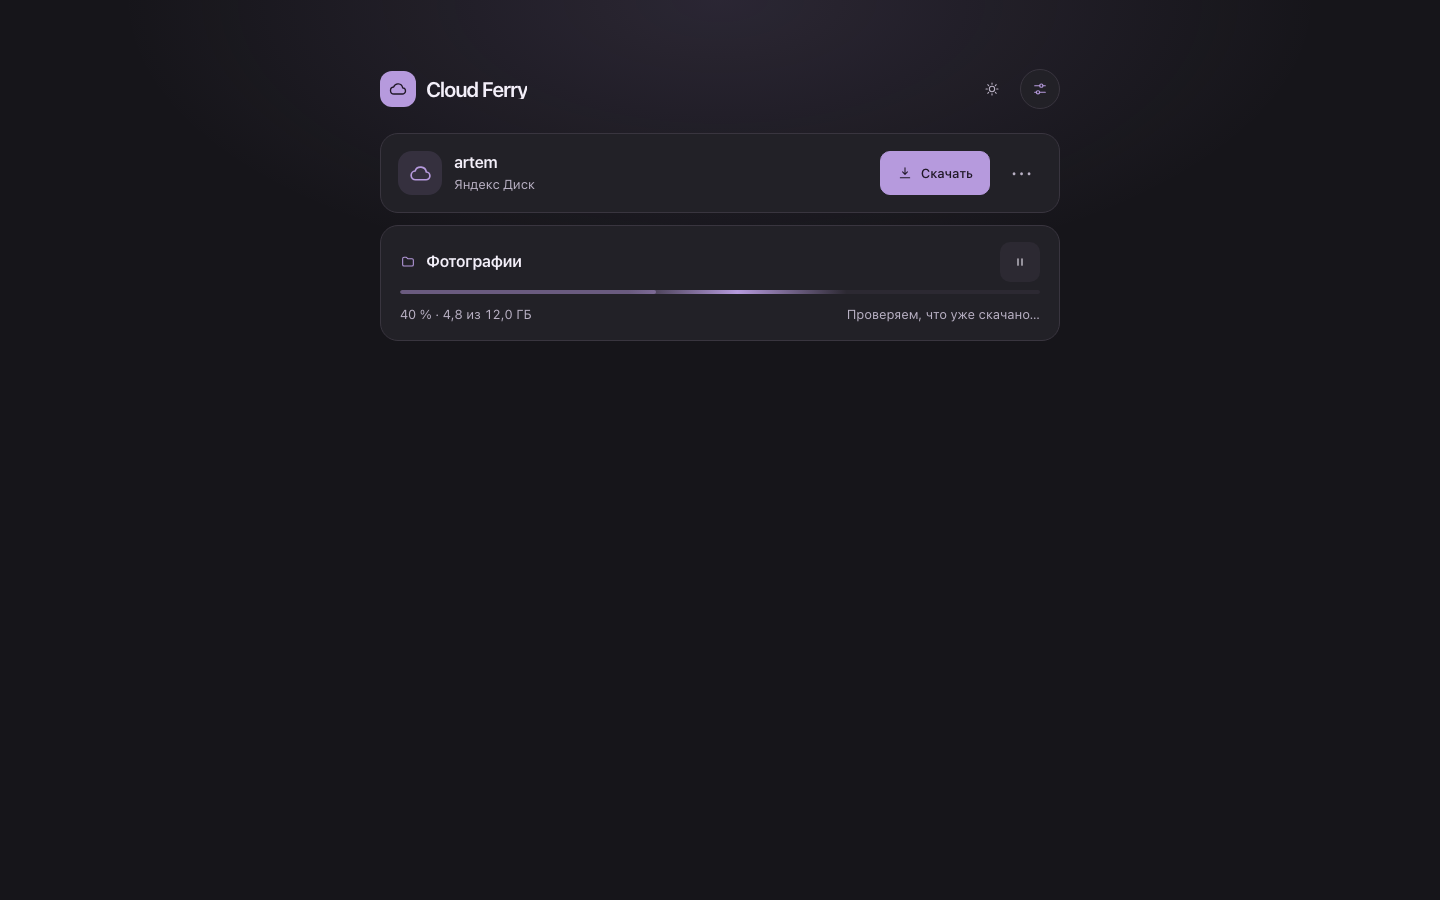 Cloud Ferry
artem
Яндекс Диск
Скачать
Фотографии
40 % · 4,8 из 12,0 ГБ
Проверяем, что уже скачано…